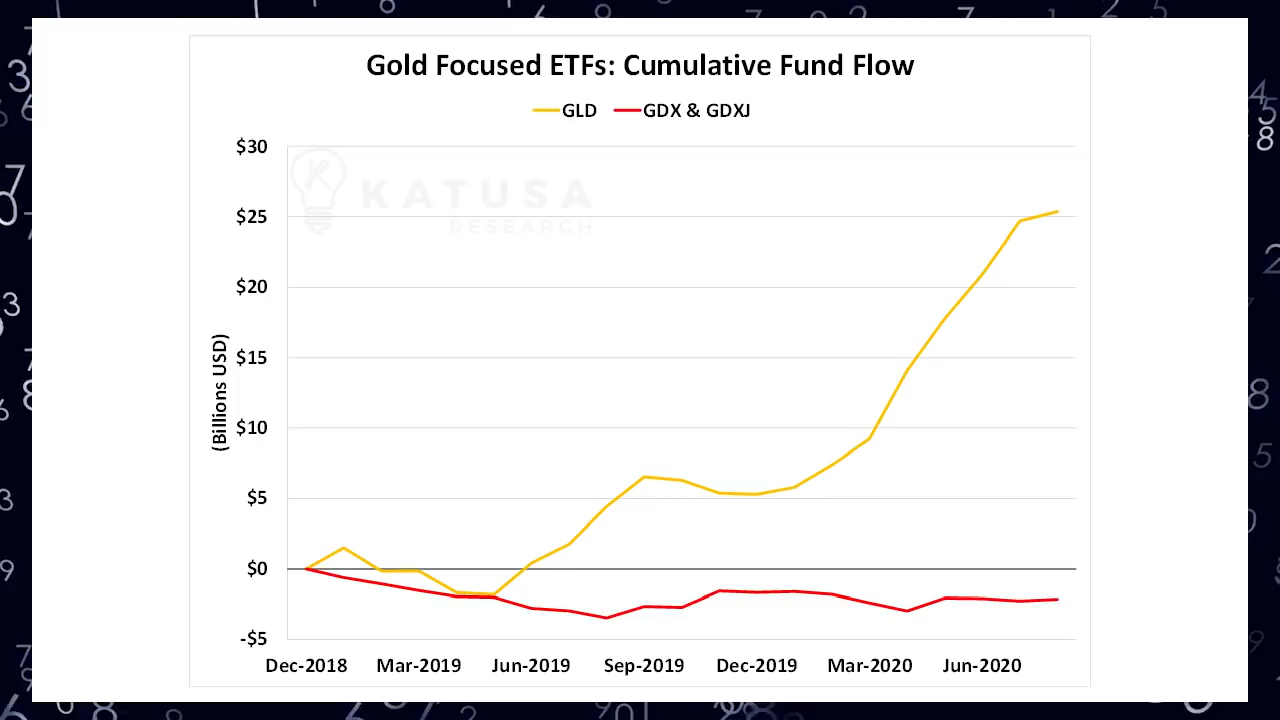 Gold Focused ETFs: Cumulative Fund Flow
GLD GDX & GDXJ
$30
KATUSA
RESEARCH
$25
$20
$15
(Billions USD)
$10
$5
$0
-$5
Dec-2018 Mar-2019 Jun-2019 Sep-2019 Dec-2019 Mar-2020 Jun-2020